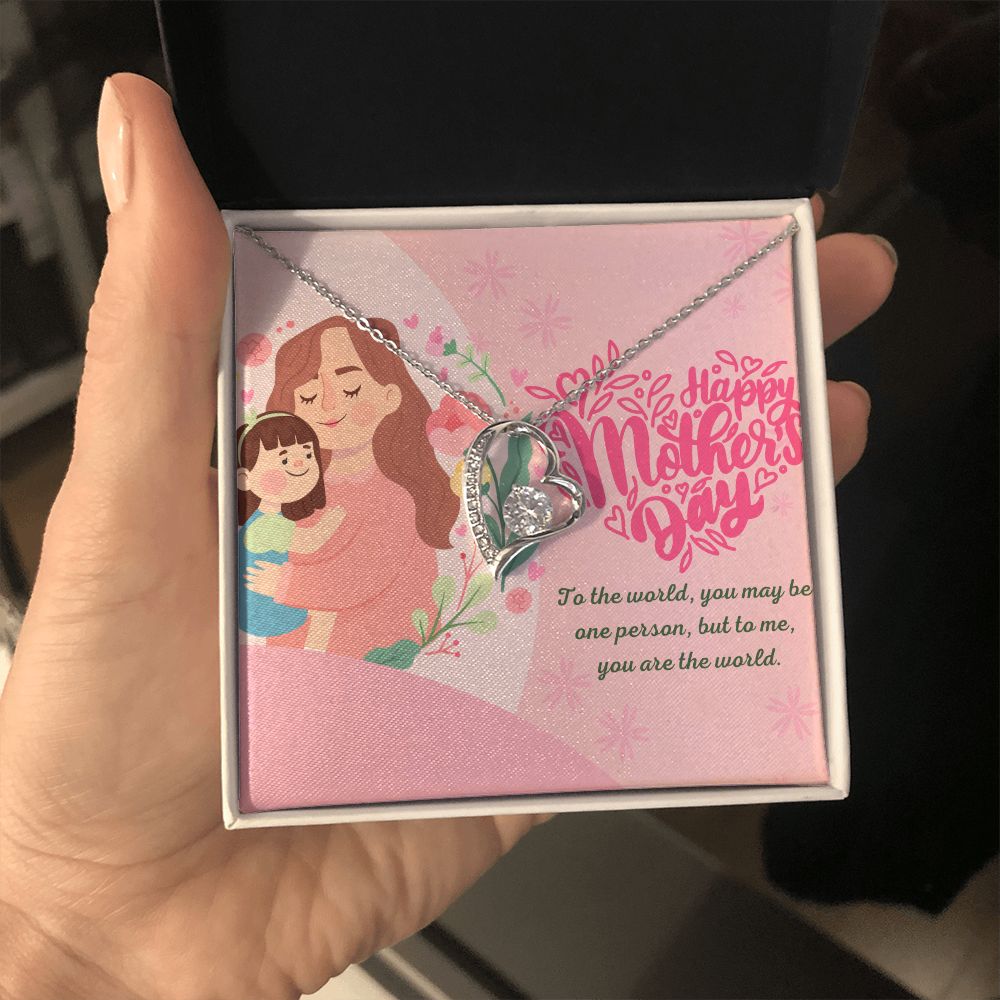 Happy
Mother's
Day
To the world, you may be
one person, but to me,
you are the world.